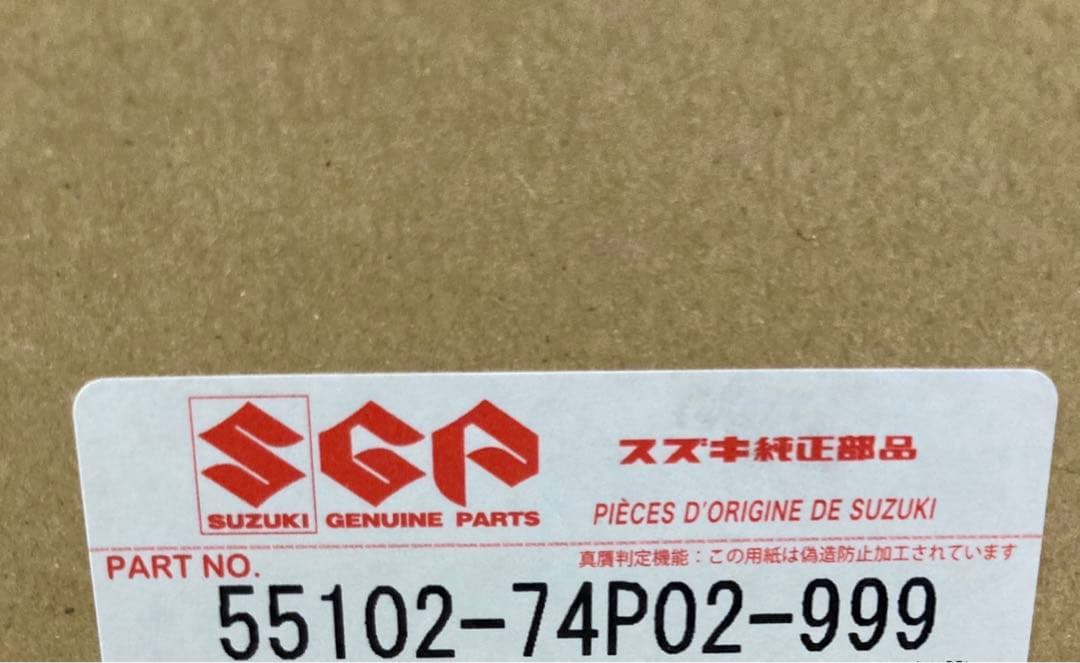 SGP
スズキ純正部品
SUZUKI GENUINE PARTS
PIÈCES D'ORIGINE DE SUZUKI
PART NO.
真贋判定機能：この用紙は偽造防止加工されています
55102-74P02-999